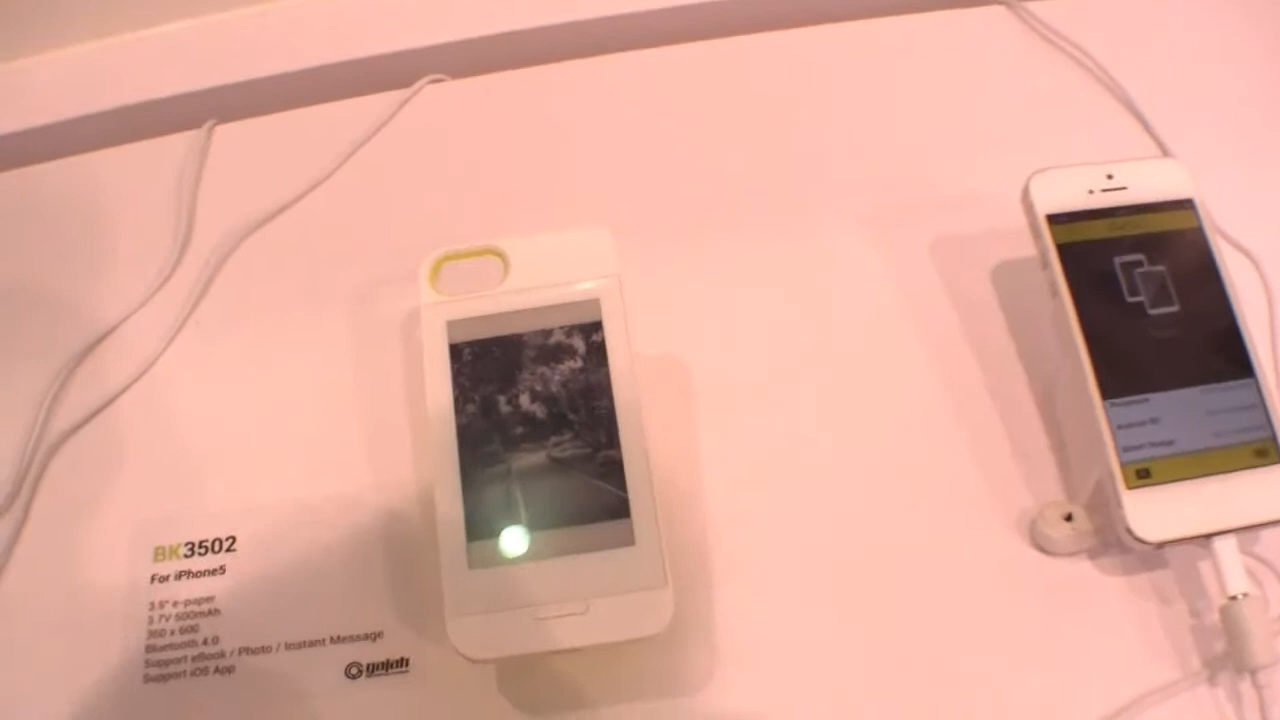 BK3502
For iPhone5
3.5" e-paper
3.7V 500mAh
360 x 600
Bluetooth 4.0
Support eBook / Photo / Instant Message
Support iOS App
gajah